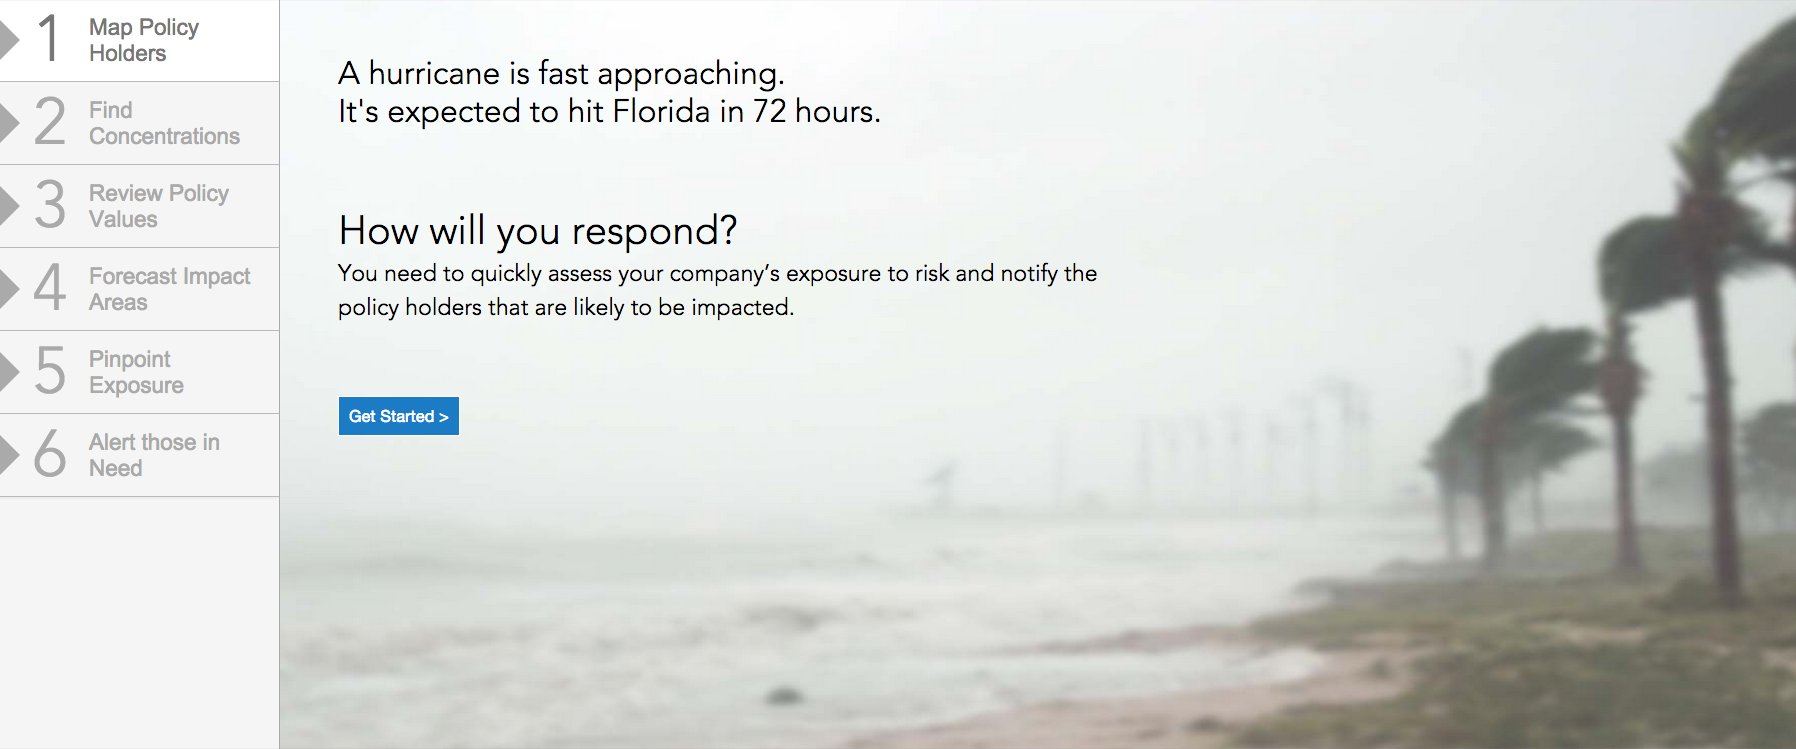 1
Map Policy
Holders
2
Find
Concentrations
3
Review Policy
Values
4
Forecast Impact
Areas
5
Pinpoint
Exposure
6
Alert those in
Need
A hurricane is fast approaching.
It's expected to hit Florida in 72 hours.
How will you respond?
You need to quickly assess your company’s exposure to risk and notify the
policy holders that are likely to be impacted.
Get Started >